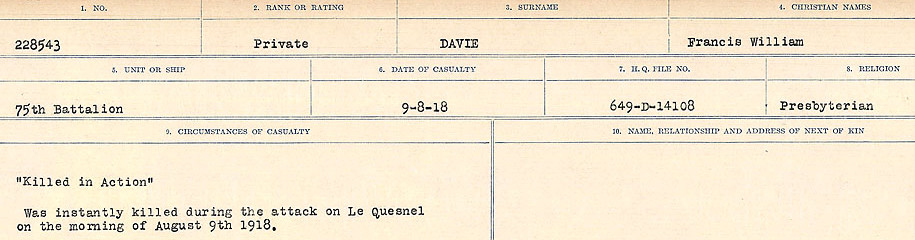 1. NO. 2. RANK OR RATING 3. SURNAME 4. CHRISTIAN NAMES
228543 Private DAVIE Francis William
5. UNIT OR SHIP 6. DATE OF CASUALTY 7. H.Q. FILE NO. 8. RELIGION
75th Battalion 9-8-18 649-D-14108 Presbyterian
9. CIRCUMSTANCES OF CASUALTY 10. NAME, RELATIONSHIP AND ADDRESS OF NEXT OF KIN
"Killed in Action"
Was instantly killed during the attack on Le Quesnel
on the morning of August 9th 1918.